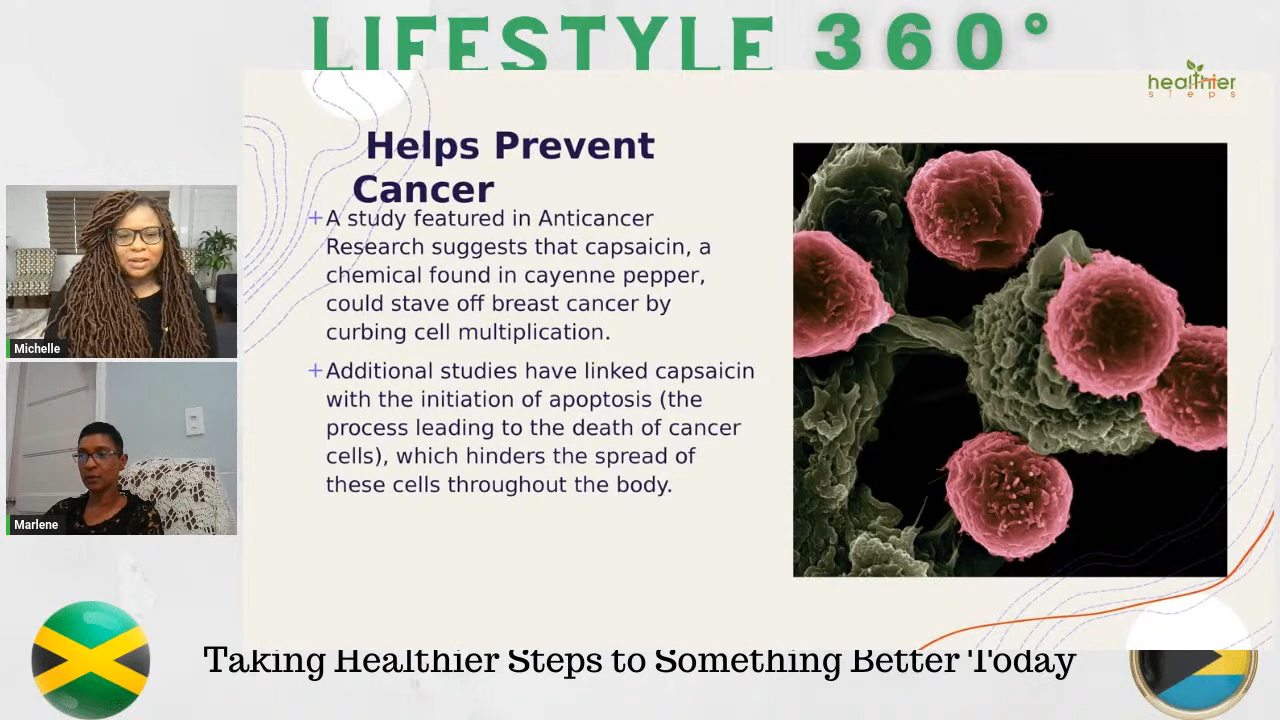 LIFESTYLE 360°
healthier
steps
Helps Prevent
Cancer
+A study featured in Anticancer
Research suggests that capsaicin, a
chemical found in cayenne pepper,
could stave off breast cancer by
curbing cell multiplication.
+Additional studies have linked capsaicin
with the initiation of apoptosis (the
process leading to the death of cancer
cells), which hinders the spread of
these cells throughout the body.
Michelle
Marlene
Taking Healthier Steps to Something Better Today